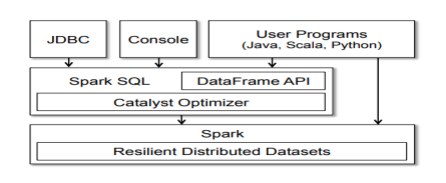 JDBC
Console
User Programs
(Java, Scala, Python)
Spark SQL
DataFrame API
Catalyst Optimizer
Spark
Resilient Distributed Datasets